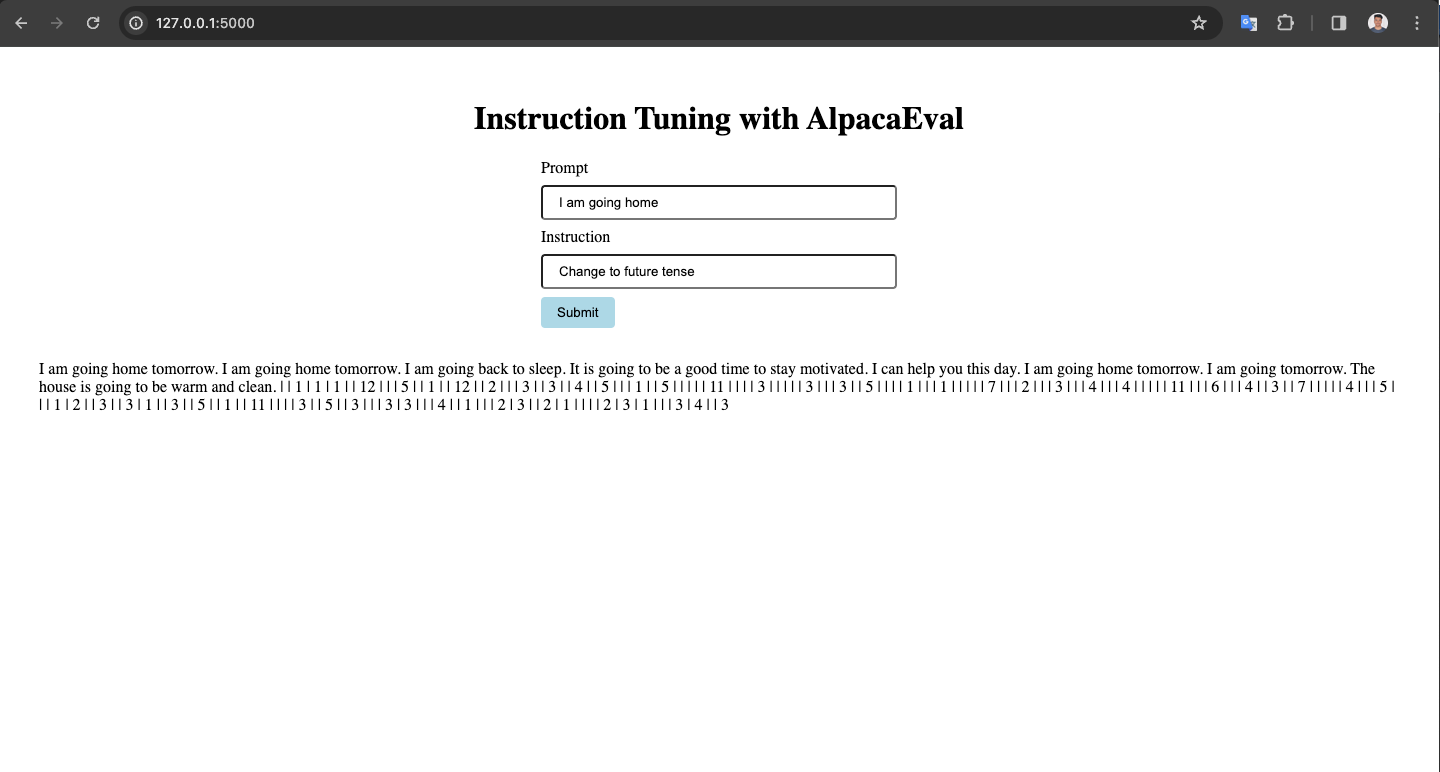 127.0.0.1:5000
Instruction Tuning with AlpacaEval
Prompt
I am going home
Instruction
Change to future tense
Submit
I am going home tomorrow. I am going home tomorrow. I am going back to sleep. It is going to be a good time to stay motivated. I can help you this day. I am going home tomorrow. I am going tomorrow. The
house is going to be warm and clean. | | 1 | 1 | 1 | | 12 | | | 5 | | 1 | | 12 | | 2 | | | 3 | | 3 | | 4 | | 5 | | | 1 | | 5 | | | | | 11 | | | | 3 | | | | | 3 | | | 3 | | 5 | | | | 1 | | | 1 | | | | | 7 | | | 2 | | | 3 | | | 4 | | | 4 | | | | | 11 | | | 6 | | | 4 | | 3 | | 7 | | | | | 4 | | | 5 |
| | 1 | 2 | | 3 | | 3 | 1 | | 3 | | 5 | | 1 | | 11 | | | | 3 | | 5 | | 3 | | | 3 | 3 | | | 4 | | 1 | | | 2 | 3 | | 2 | 1 | | | | 2 | 3 | 1 | | | 3 | 4 | | 3